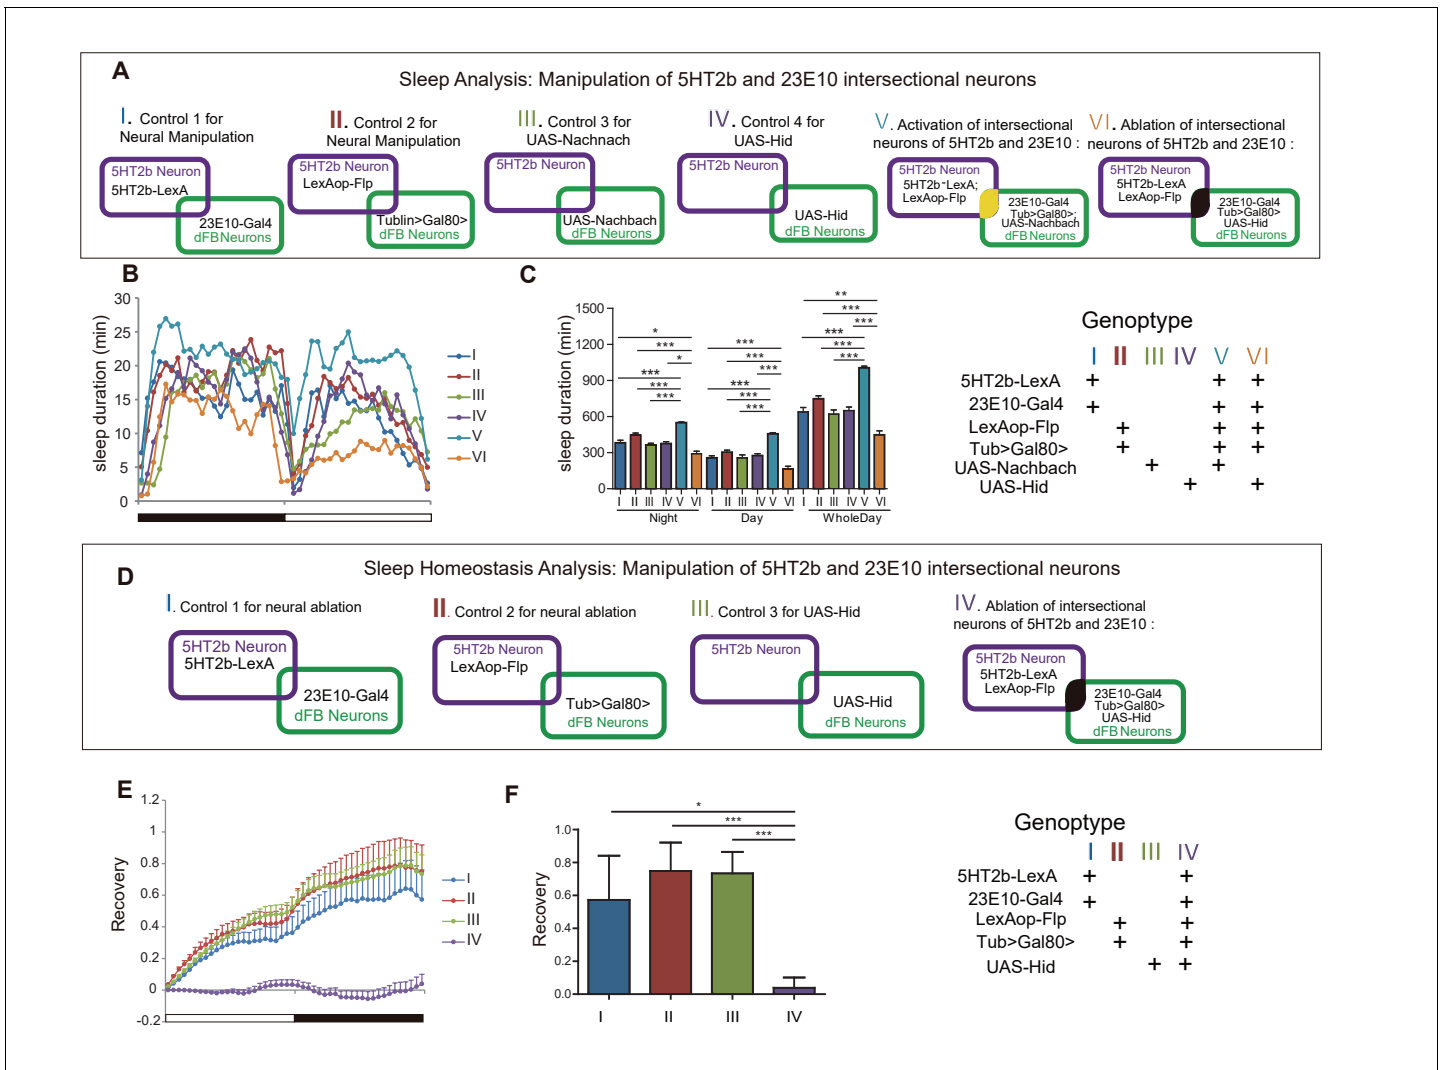 A
Sleep Analysis: Manipulation of 5HT2b and 23E10 intersectional neurons
I. Control 1 for
Neural Manipulation
5HT2b Neuron
5HT2b-LexA
23E10-Gal4
dFB Neurons
II. Control 2 for
Neural Manipulation
5HT2b Neuron
LexAop-Flp
Tublin>Gal80>
dFB Neurons
III. Control 3 for
UAS-Nachnach
5HT2b Neuron
UAS-Nachbach
dFB Neurons
IV. Control 4 for
UAS-Hid
5HT2b Neuron
UAS-Hid
dFB Neurons
V. Activation of intersectional
neurons of 5HT2b and 23E10 :
5HT2b Neuron
5HT2b-LexA;
LexAop-Flp
23E10-Gal4
Tub>Gal80>;
UAS-Nachbach
dFB Neurons
VI. Ablation of intersectional
neurons of 5HT2b and 23E10 :
5HT2b Neuron
5HT2b-LexA
LexAop-Flp
23E10-Gal4
Tub>Gal80>
UAS-Hid
dFB Neurons
B
sleep duration (min)
30
25
20
15
10
5
0
I
II
III
IV
V
VI
C
sleep duration (min)
1500
1200
900
600
300
0
* *** * *** *** ***
*** *** *** *** *** ***
** *** *** *** *** ***
I II III IV V VI I II III IV V VI I II III IV V VI
Night Day WholeDay
Genoptype
I II III IV V VI
5HT2b-LexA + + +
23E10-Gal4 + + +
LexAop-Flp + + +
Tub>Gal80> + + +
UAS-Nachbach + +
UAS-Hid + +
D
Sleep Homeostasis Analysis: Manipulation of 5HT2b and 23E10 intersectional neurons
I. Control 1 for neural ablation
5HT2b Neuron
5HT2b-LexA
23E10-Gal4
dFB Neurons
II. Control 2 for neural ablation
5HT2b Neuron
LexAop-Flp
Tub>Gal80>
dFB Neurons
III. Control 3 for UAS-Hid
5HT2b Neuron
UAS-Hid
dFB Neurons
IV. Ablation of intersectional
neurons of 5HT2b and 23E10 :
5HT2b Neuron
5HT2b-LexA
LexAop-Flp
23E10-Gal4
Tub>Gal80>
UAS-Hid
dFB Neurons
E
Recovery
1.2
1
0.8
0.6
0.4
0.2
0
-0.2
I
II
III
IV
F
Recovery
1.0
0.8
0.6
0.4
0.2
0.0
*
***
***
I II III IV
Genoptype
I II III IV
5HT2b-LexA + +
23E10-Gal4 + +
LexAop-Flp + +
Tub>Gal80> + +
UAS-Hid + +